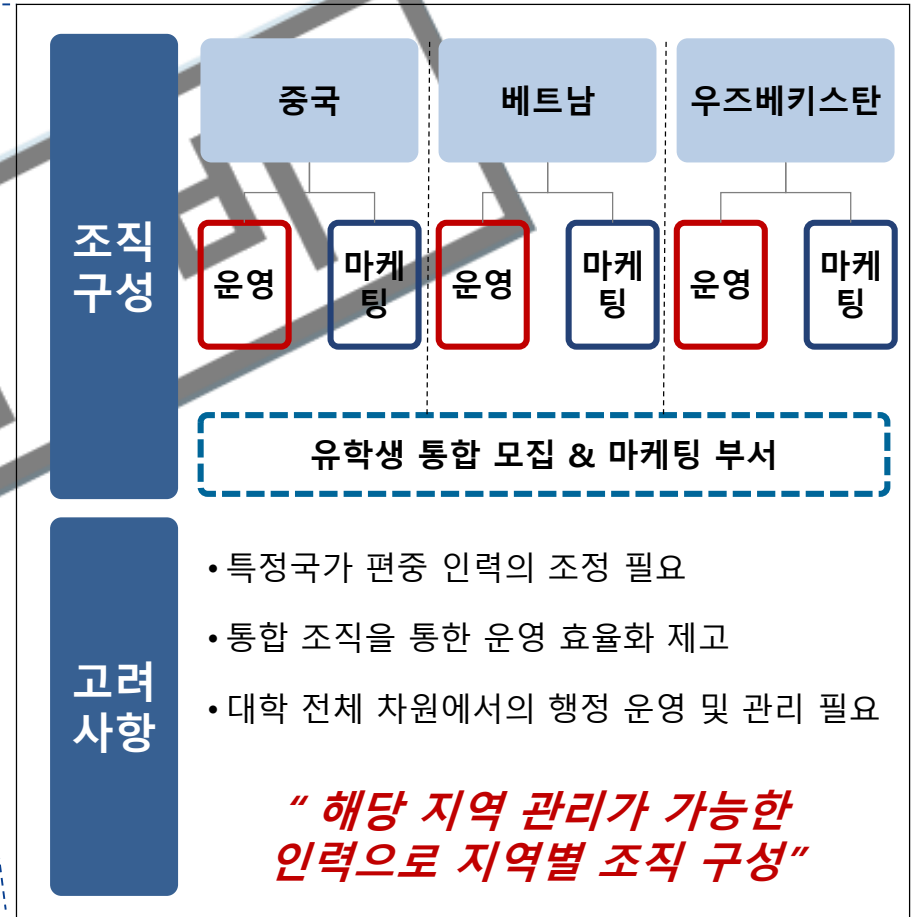 조직
구성
중국
베트남
우즈베키스탄
운영
마케
팅
운영
마케
팅
운영
마케
팅
유학생 통합 모집 & 마케팅 부서
고려
사항
• 특정국가 편중 인력의 조정 필요
• 통합 조직을 통한 운영 효율화 제고
• 대학 전체 차원에서의 행정 운영 및 관리 필요
“ 해당 지역 관리가 가능한
인력으로 지역별 조직 구성”